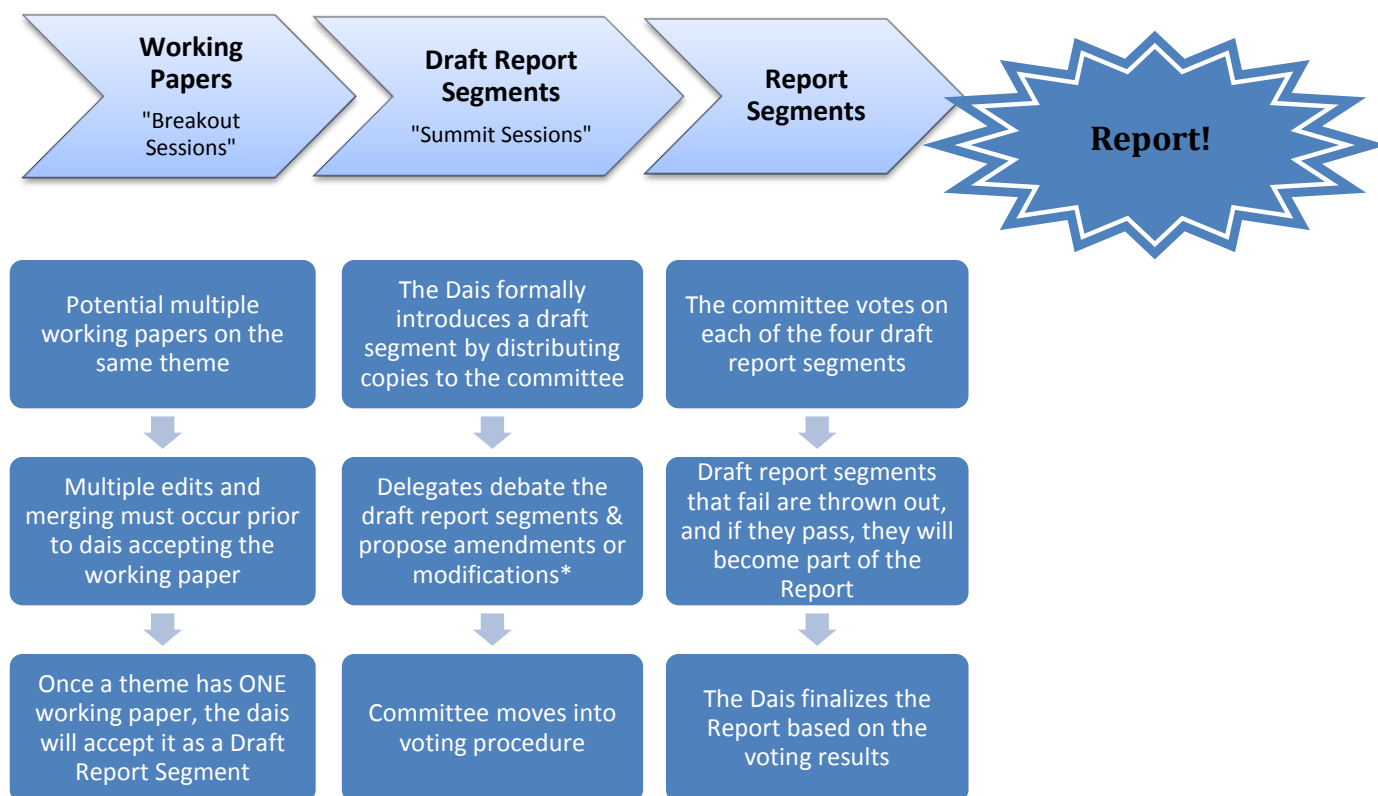 Working
Papers
"Breakout
Sessions"
Draft Report
Segments
"Summit Sessions"
Report
Segments
Report!
Potential multiple
working papers on the
same theme
Multiple edits and
merging must occur prior
to dais accepting the
working paper
Once a theme has ONE
working paper, the dais
will accept it as a Draft
Report Segment
The Dais formally
introduces a draft
segment by distributing
copies to the committee
Delegates debate the
draft report segments &
propose amendments or
modifications*
Committee moves into
voting procedure
The committee votes on
each of the four draft
report segments
Draft report segments
that fail are thrown out,
and if they pass, they will
become part of the
Report
The Dais finalizes the
Report based on the
voting results